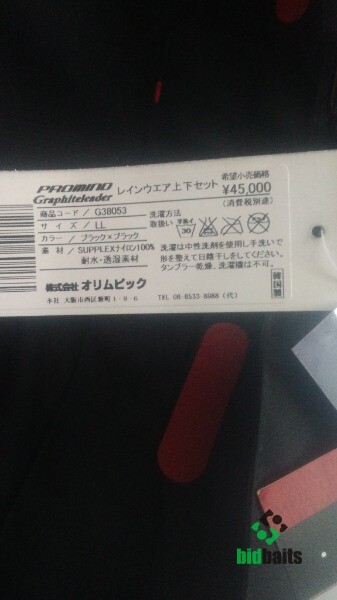 PROMINO
Graphiteleader
レインウエア上下セット
希望小売価格
¥45,000
(消費税別途)
商品コード / G38053
サイズ / LL
カラー / ブラック×ブラック
素材 / SUPPLEXナイロン100%
耐水・透湿素材
洗濯方法
取扱い
手洗イ
30
洗濯は中性洗剤を使用し手洗いで
形を整えて日陰干しをしてください。
タンブラー乾燥、洗濯機は不可。
株式会社 オリムピック
本社 大阪市西区新町1-8-6
TEL 06-6533-8988 (代)
韓国製
bidbaits